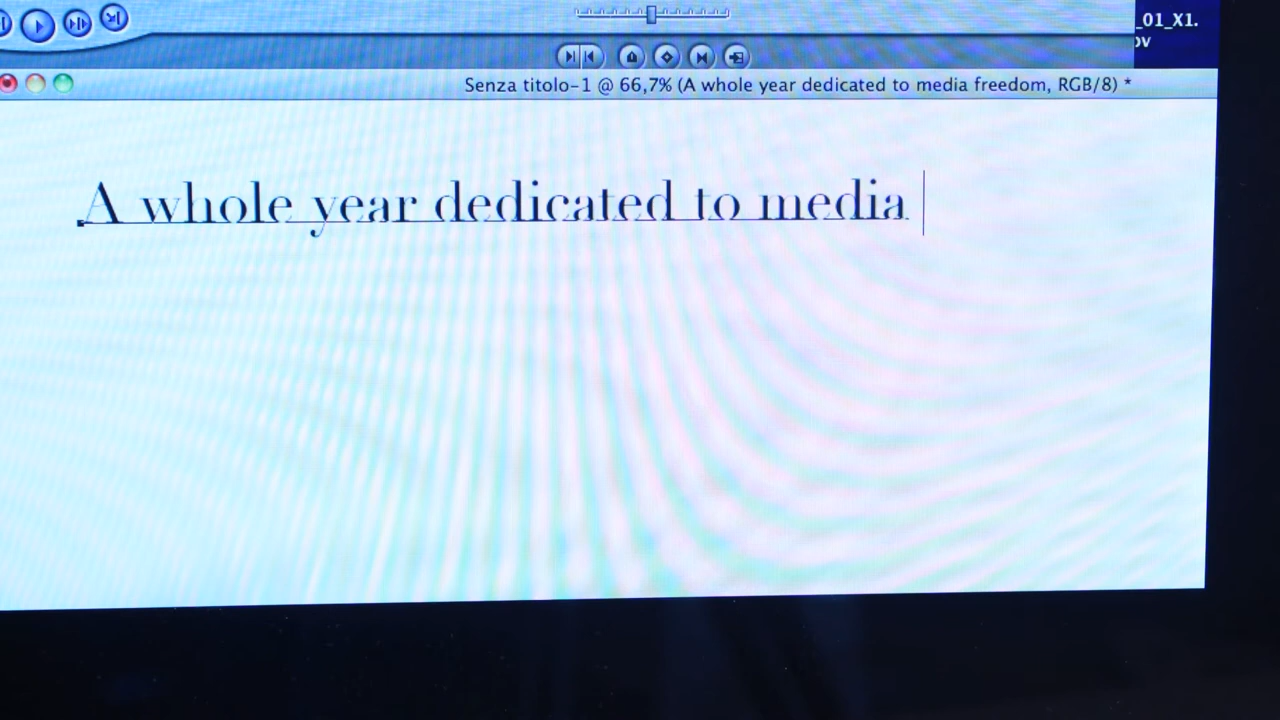 _01_X1.
Senza titolo-1 @ 66,7% (A whole year dedicated to media freedom, RGB/8) *
A whole year dedicated to media